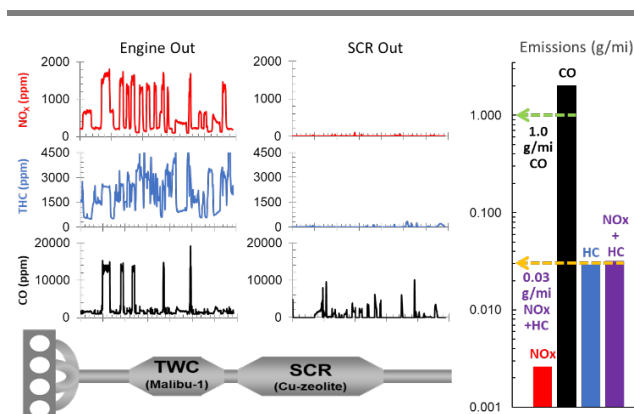 Engine Out
SCR Out
Emissions (g/mi)
NOX (ppm)
2000
1000
0
2000
1000
0
THC (ppm)
4500
3000
1500
0
4500
3000
1500
0
CO (ppm)
20000
10000
0
20000
10000
0
TWC
(Malibu-1)
SCR
(Cu-zeolite)
CO
1.000
1.0
g/mi
CO
0.100
NOx
+
HC
HC
0.03
g/mi
NOx
+HC
0.010
NOx
0.001